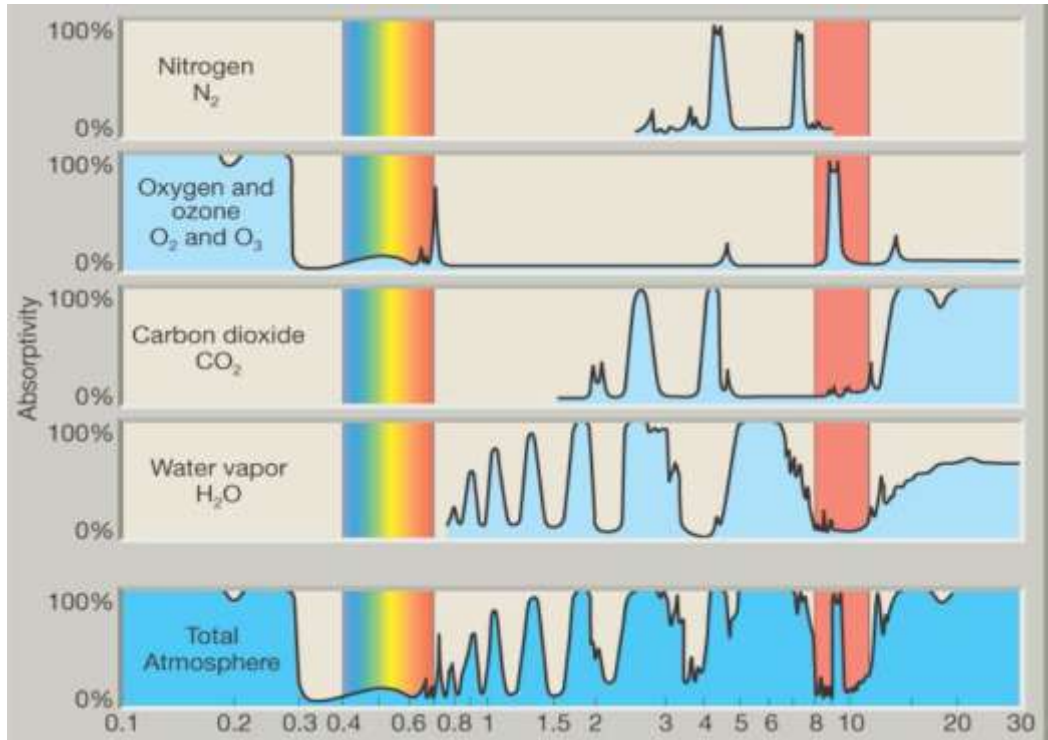 100%
Nitrogen
N₂
0%
100%
Oxygen and
ozone
O₂ and O₃
0%
Absorptivity
100%
Carbon dioxide
CO₂
0%
100%
Water vapor
H₂O
0%
100%
Total
Atmosphere
0%
0.1 0.2 0.3 0.4 0.6 0.8 1 1.5 2 3 4 5 6 8 10 20 30